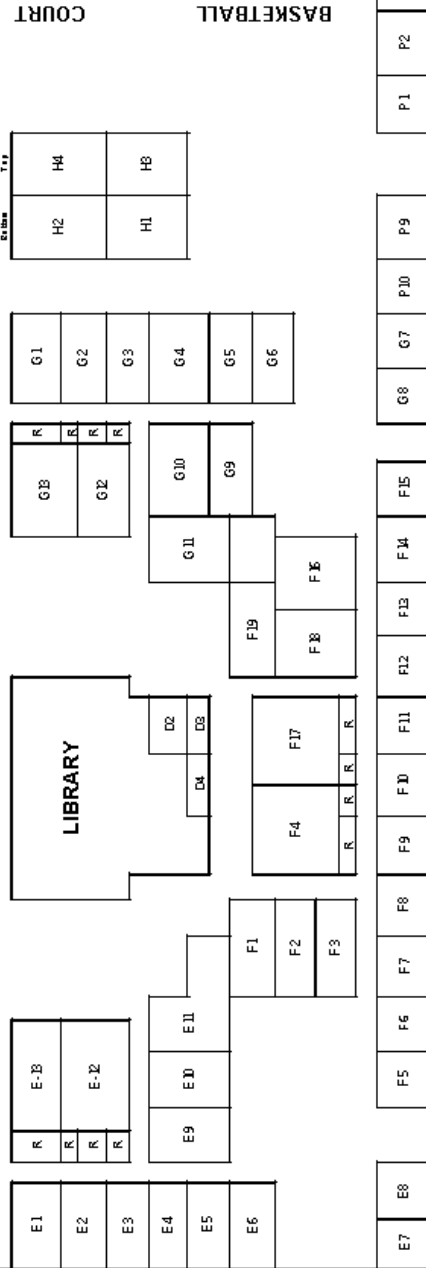 COURT BASKETBALL
P2
P1
H4 H3
H2 H1
P9
P10
G1 G2 G3 G4 G5 G6 G7
G8
R R R R
G13 G12 G10 G9
F15
G11 F14
F16
F13
F19 F18
F12
LIBRARY
D2 D3 F17 R F11
R
D4 F10
R
F4 R F9
F8
F1 F2 F3
F7
E11 F6
E-13 E-12
E10 F5
R R R R
E9
E8
E1 E2 E3 E4 E5 E6
E7